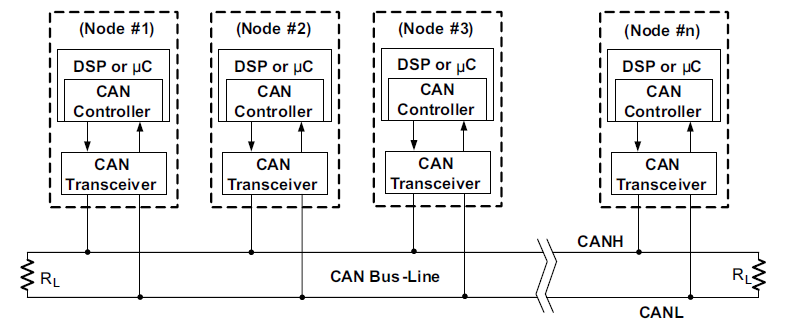 (Node #1)
DSP or µC
CAN
Controller
CAN
Transceiver
(Node #2)
DSP or µC
CAN
Controller
CAN
Transceiver
(Node #3)
DSP or µC
CAN
Controller
CAN
Transceiver
(Node #n)
DSP or µC
CAN
Controller
CAN
Transceiver
CANH
RL
CAN Bus-Line
RL
CANL